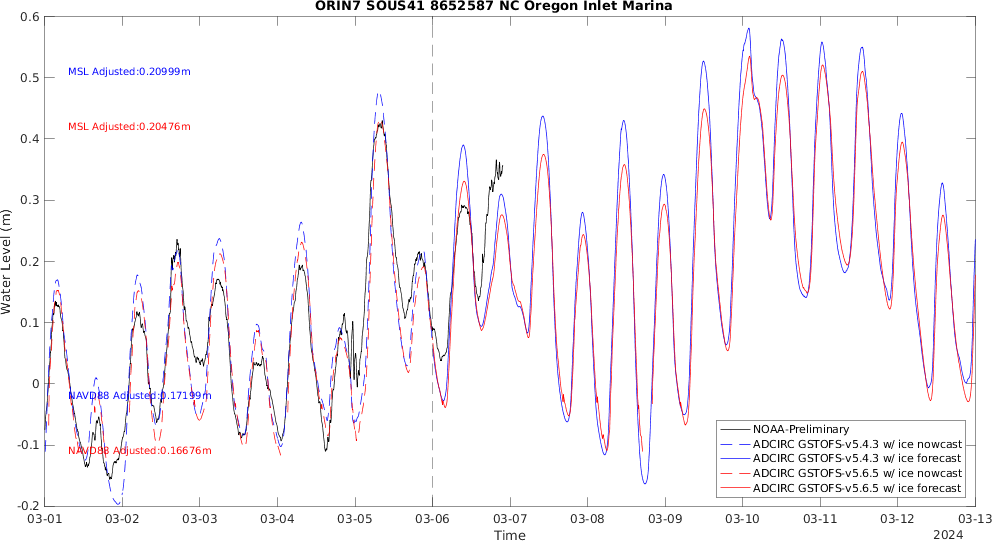 ORIN7 SOUS41 8652587 NC Oregon Inlet Marina
0.6
0.5
0.4
0.3
0.2
0.1
0
-0.1
-0.2
Water Level (m)
MSL Adjusted:0.20999m
MSL Adjusted:0.20476m
NAVD88 Adjusted:0.17199m
NAVD88 Adjusted:0.16676m
NOAA-Preliminary
ADCIRC GSTOFS-v5.4.3 w/ ice nowcast
ADCIRC GSTOFS-v5.4.3 w/ ice forecast
ADCIRC GSTOFS-v5.6.5 w/ ice nowcast
ADCIRC GSTOFS-v5.6.5 w/ ice forecast
03-01 03-02 03-03 03-04 03-05 03-06 03-07 03-08 03-09 03-10 03-11 03-12 03-13
Time
2024